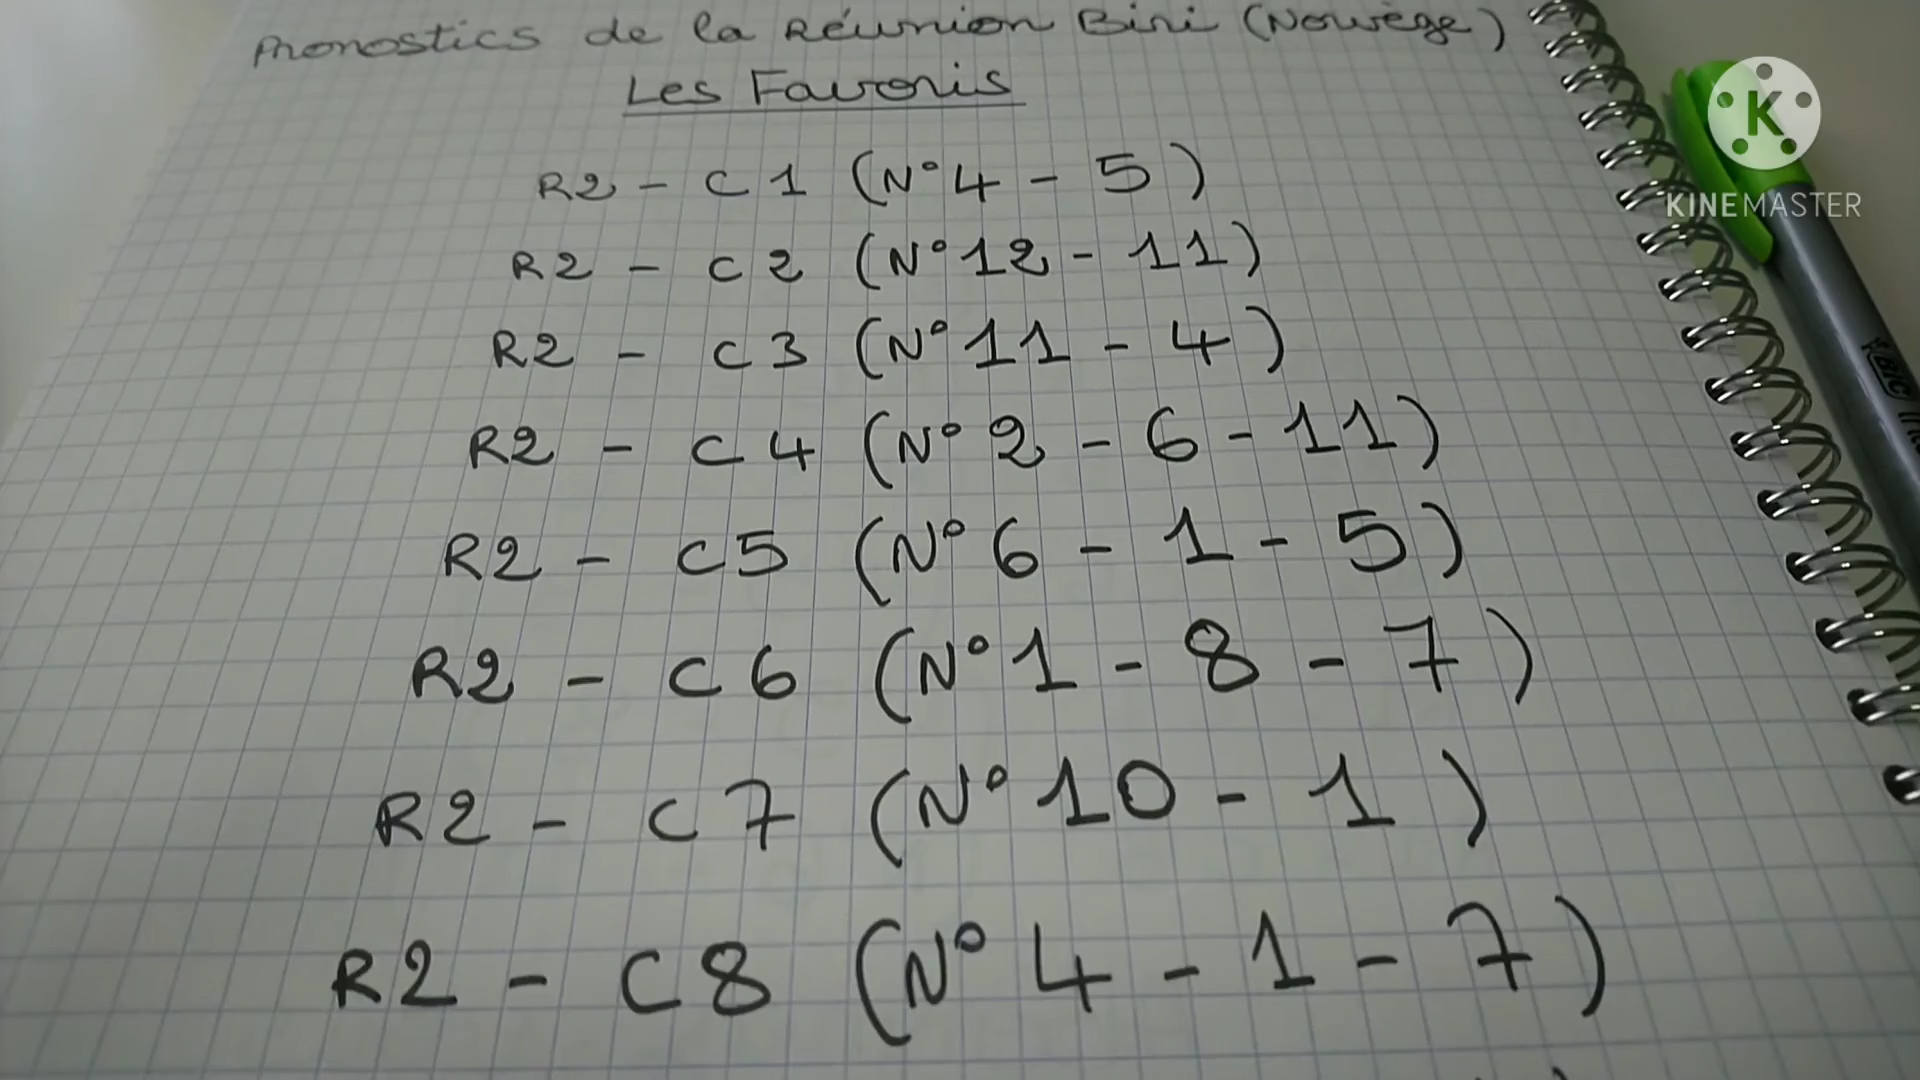 Pronostics de la Réunion Biri (Norvège)
Les Favoris
R2 - C1 (N°4 - 5)
R2 - C2 (N°12 - 11)
R2 - C3 (N°11 - 4)
R2 - C4 (N°2 - 6 - 11)
R2 - C5 (N°6 - 1 - 5)
R2 - C6 (N°1 - 8 - 7)
R2 - C7 (N°10 - 1)
R2 - C8 (N°4 - 1 - 7)
K
KINEMASTER
BIC